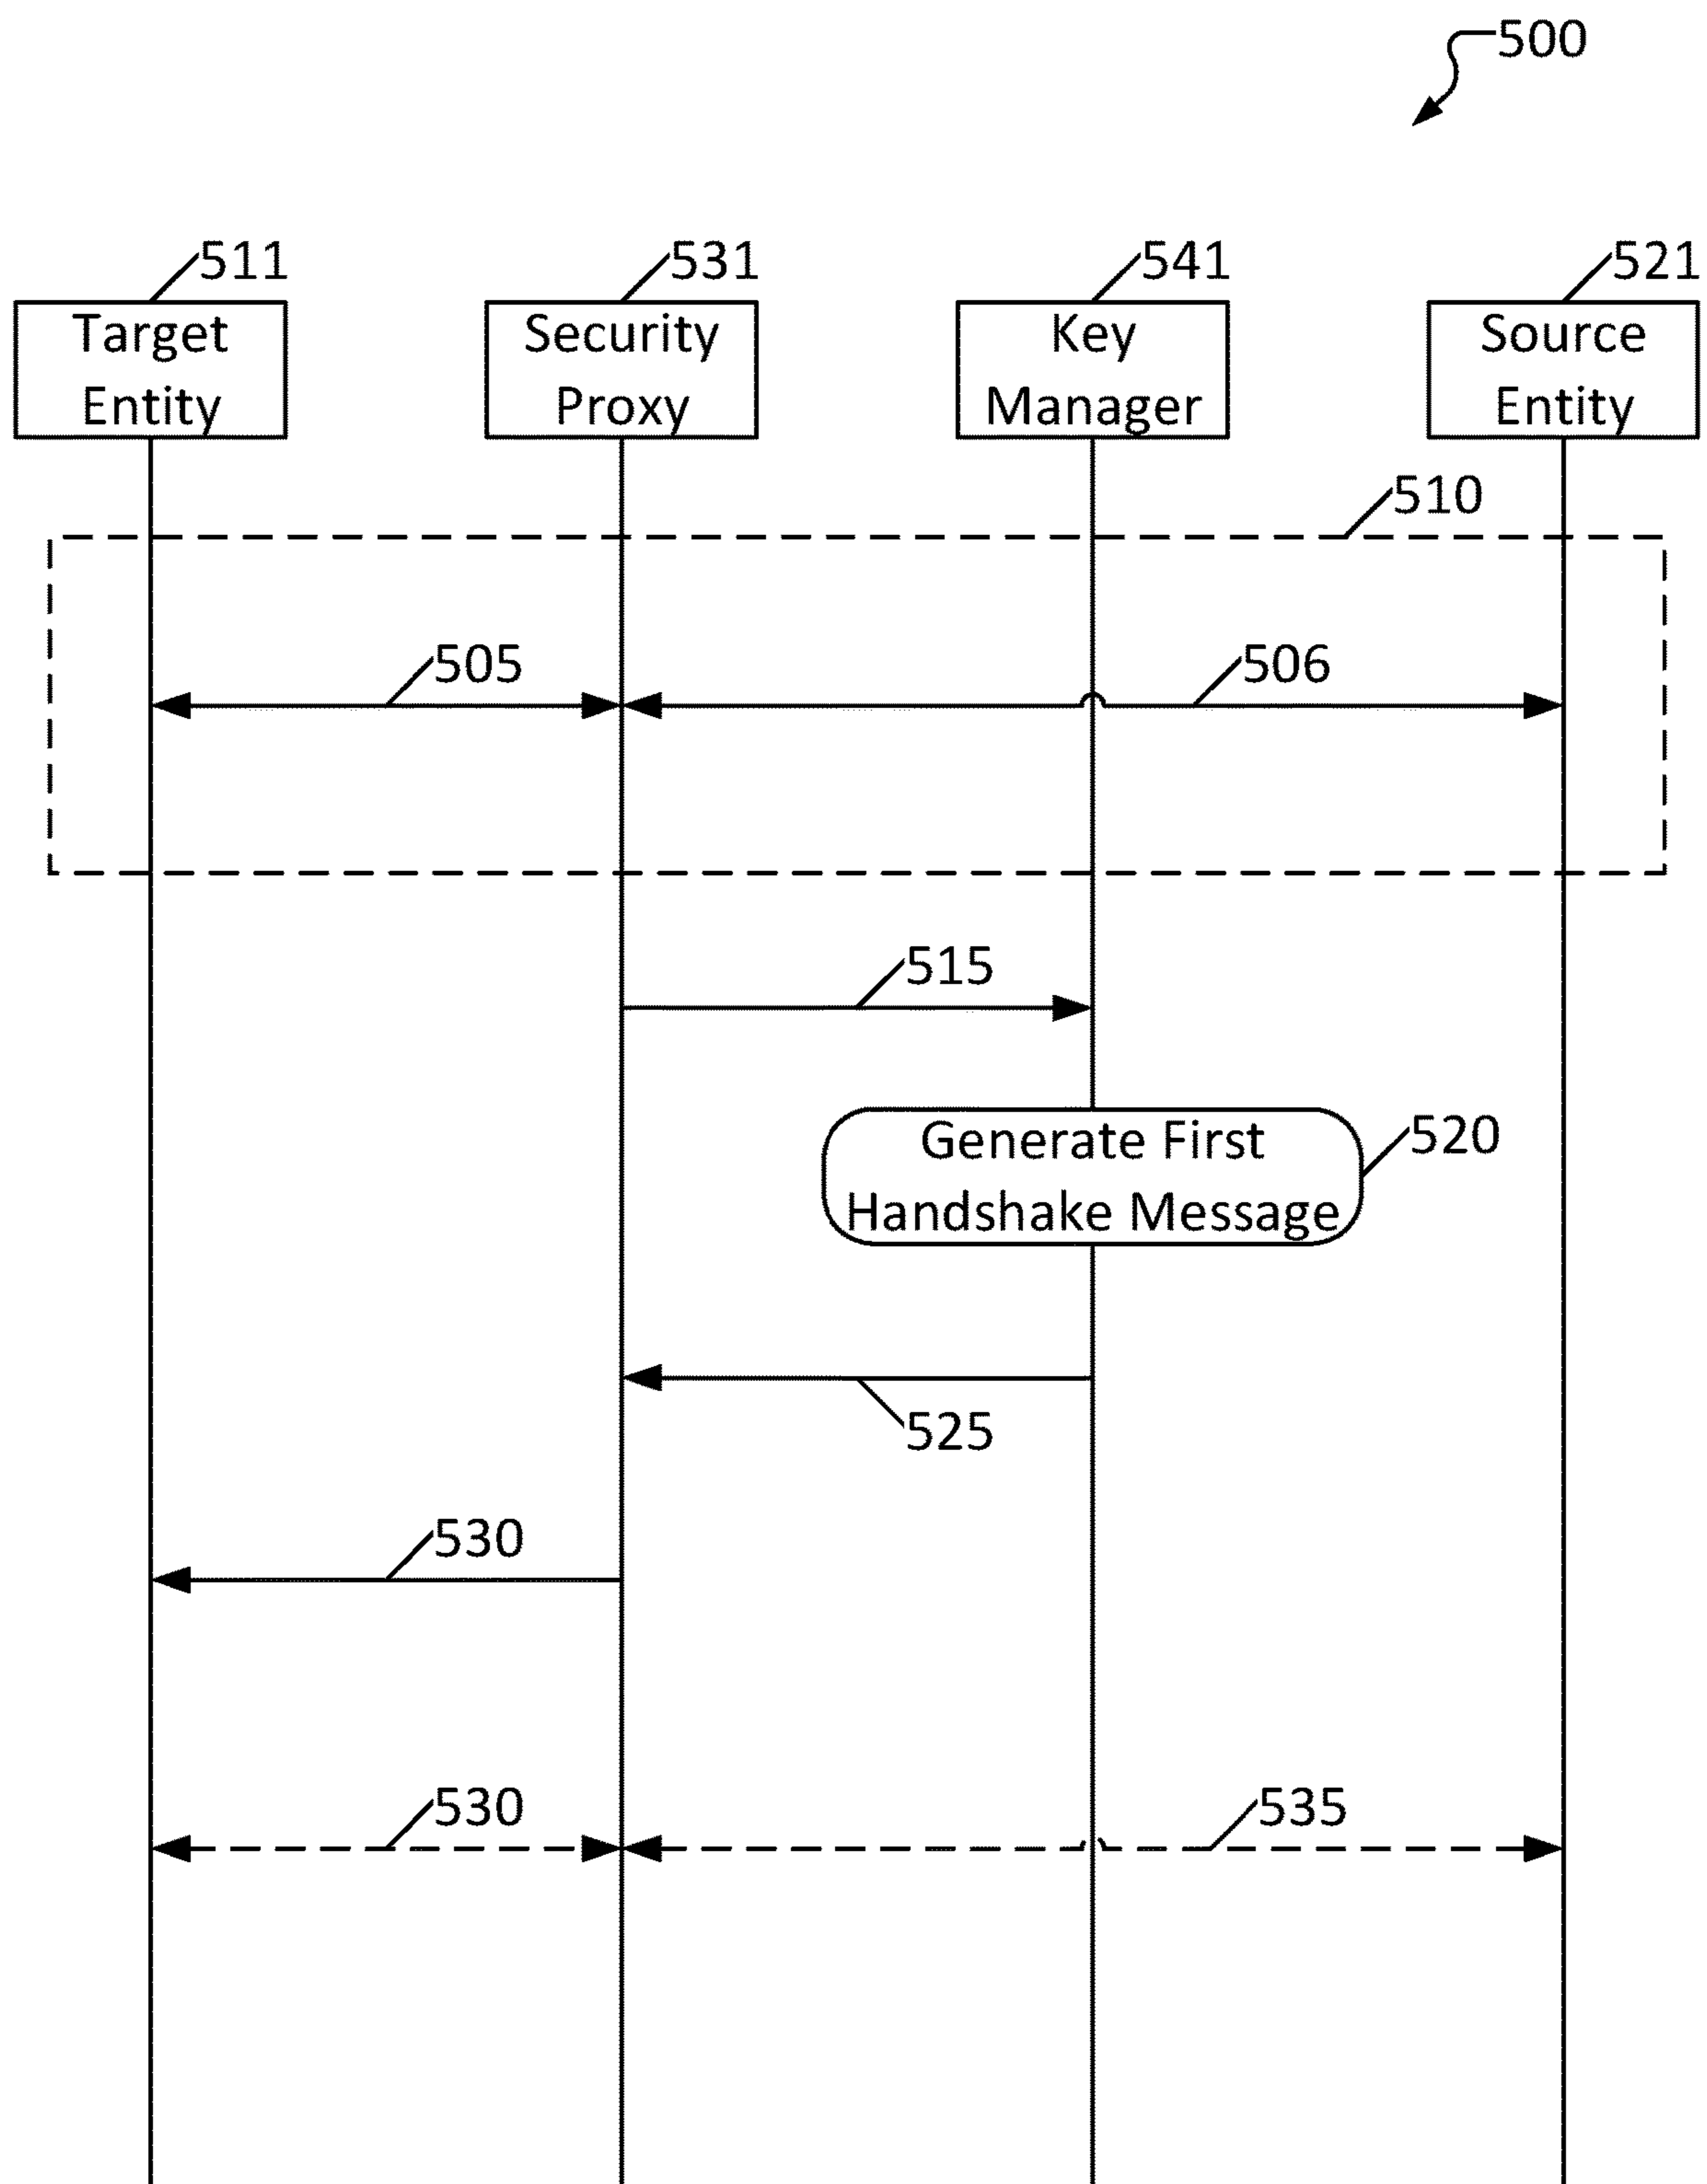 500
511
531
541
521
Target
Entity
Security
Proxy
Key
Manager
Source
Entity
510
505
506
515
Generate First
Handshake Message
520
525
530
530
535